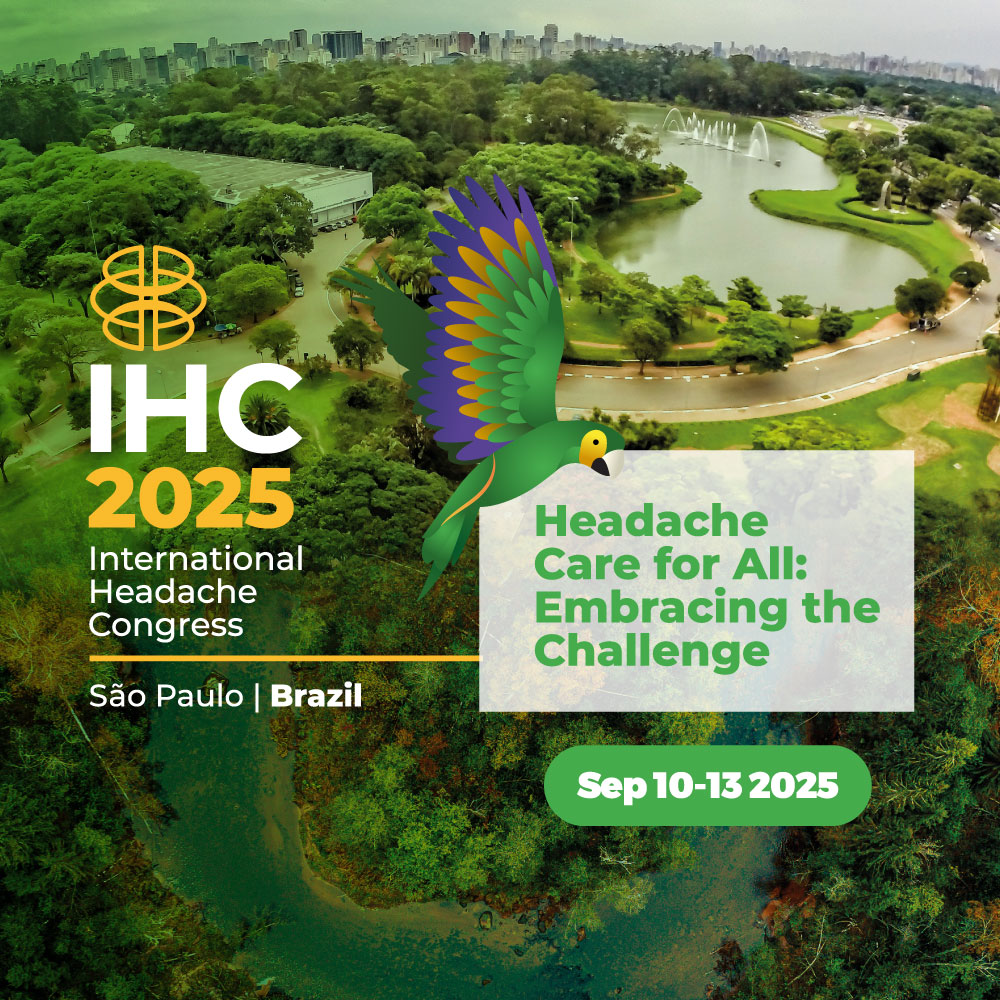 IHC
2025
International
Headache
Congress
São Paulo | Brazil
Headache
Care for All:
Embracing the
Challenge
Sep 10-13 2025